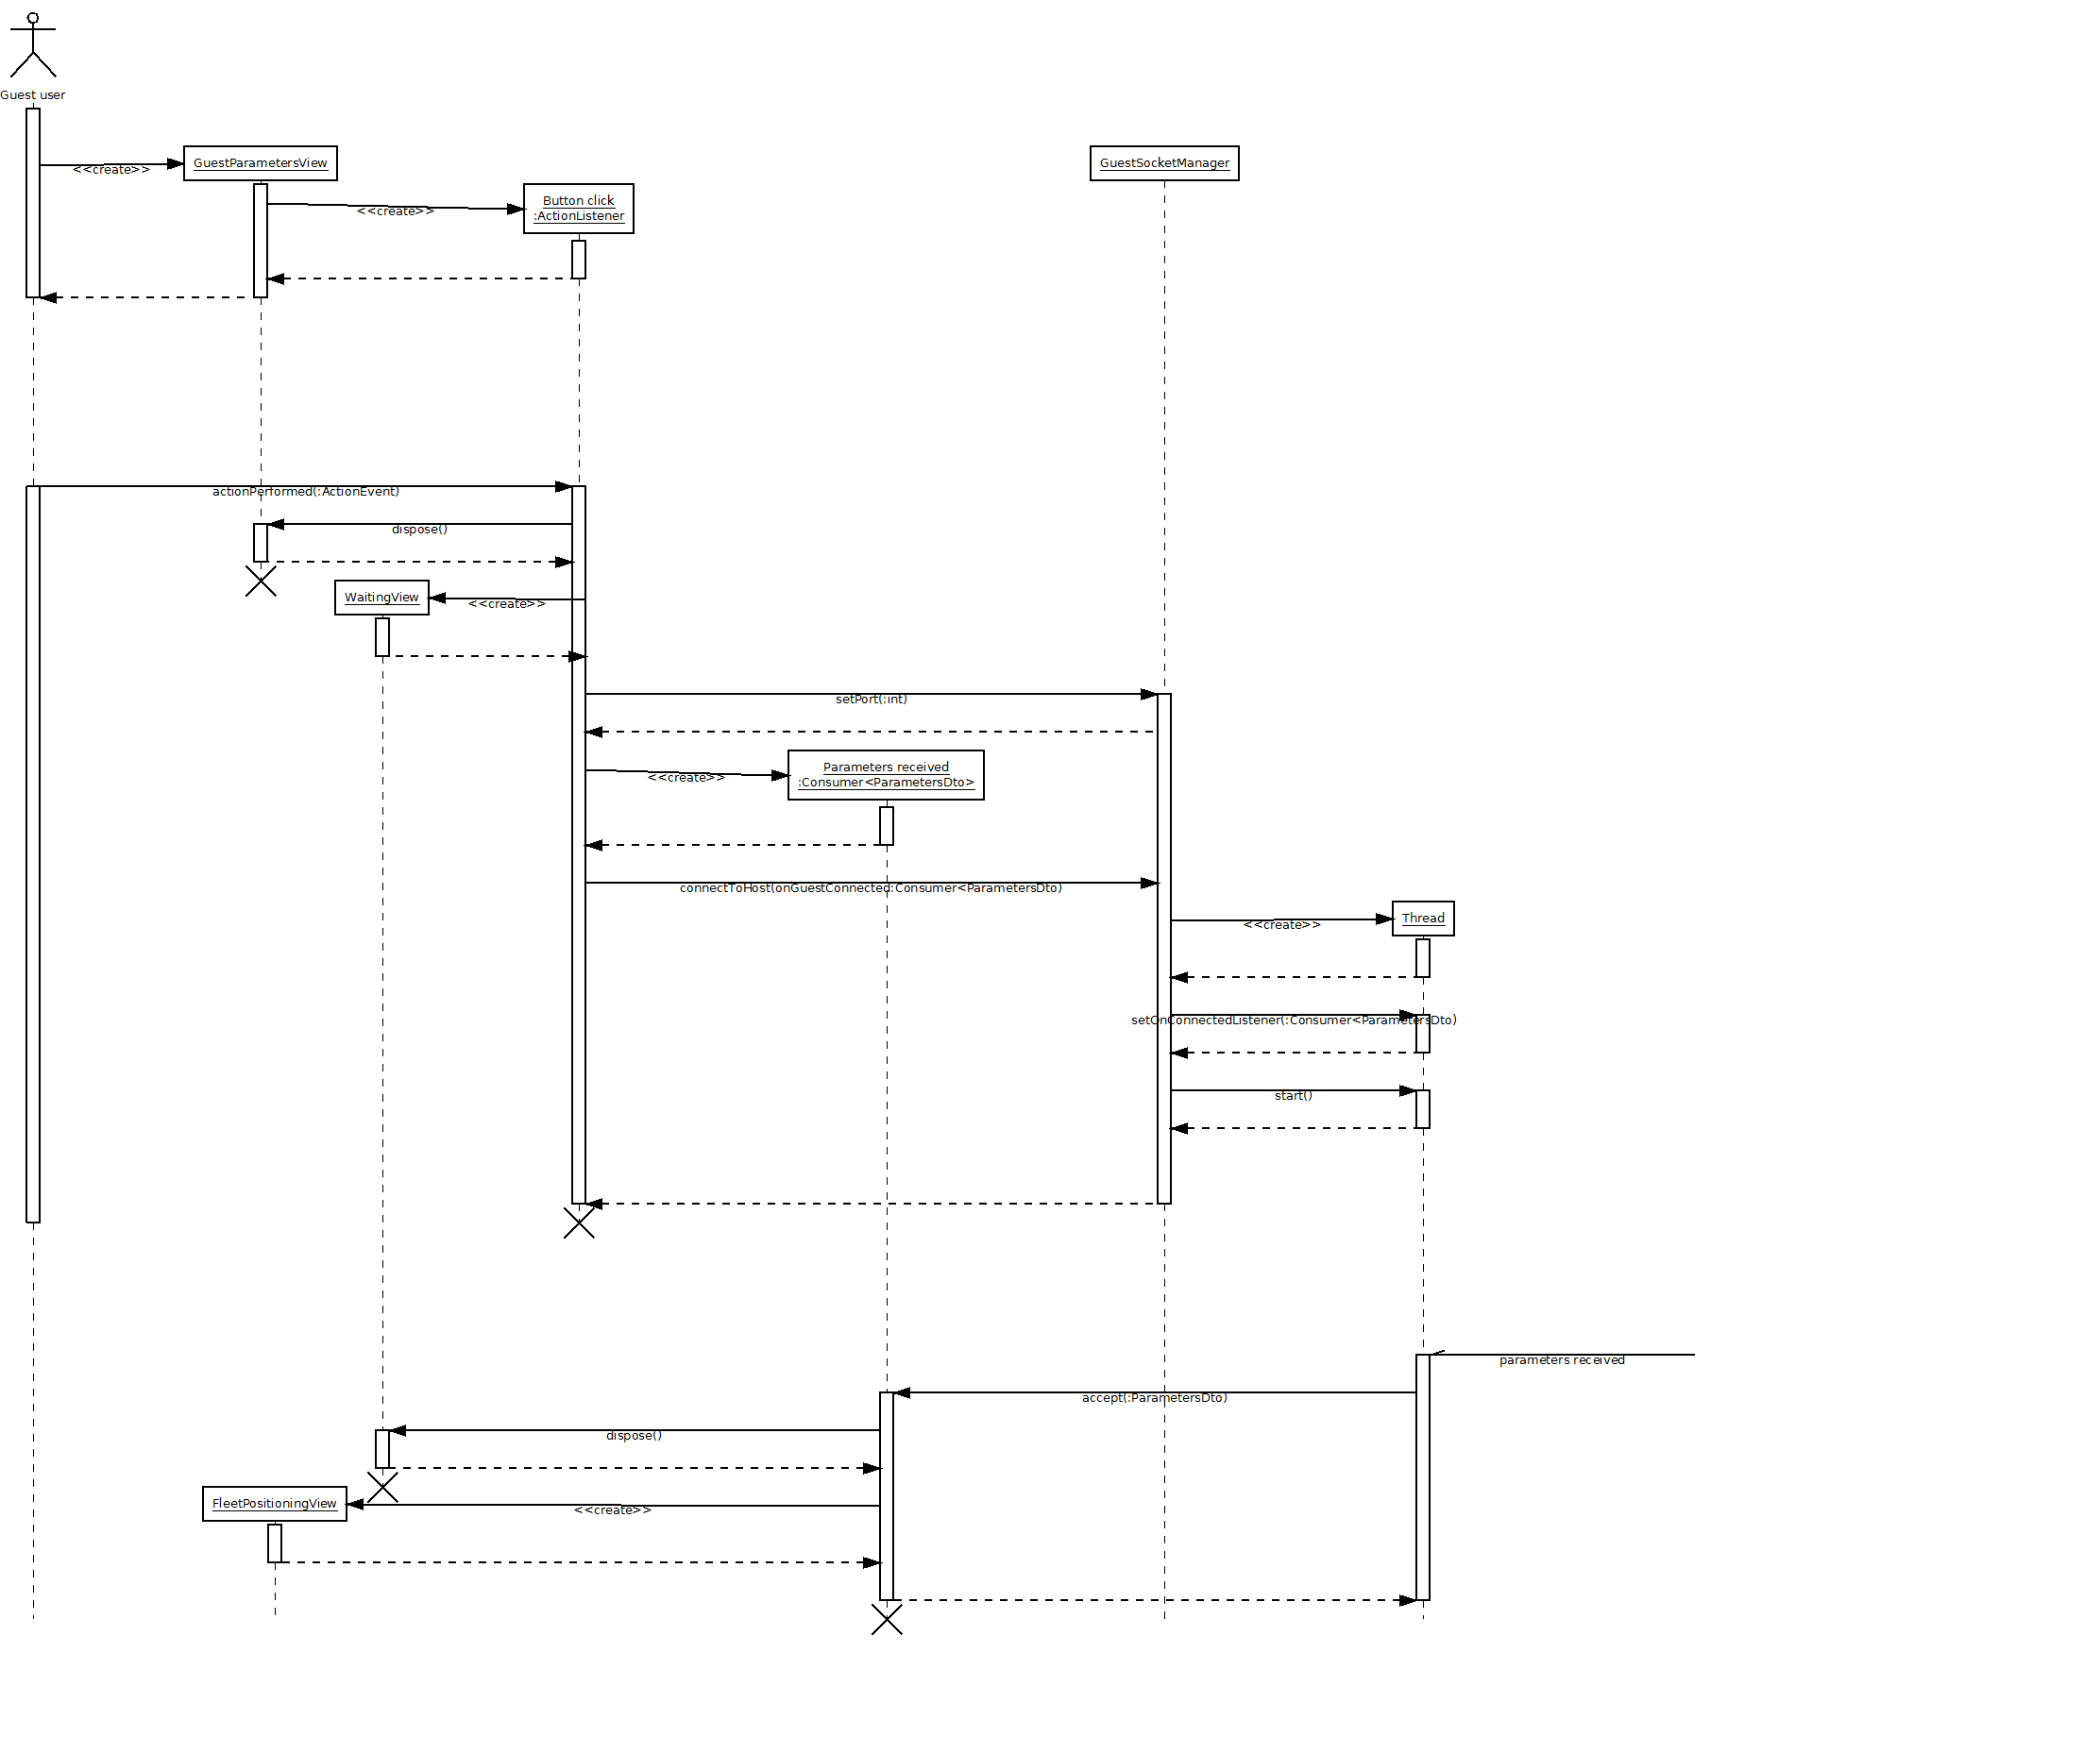 Guest user
GuestParametersView
GuestSocketManager
<<create>>
Button click
:ActionListener
<<create>>
actionPerformed(:ActionEvent)
dispose()
WaitingView
<<create>>
setPort(:int)
Parameters received
:Consumer<ParametersDto>
<<create>>
connectToHost(onGuestConnected:Consumer<ParametersDto)
Thread
<<create>>
setOnConnectedListener(:Consumer<ParametersDto)
start()
parameters received
accept(:ParametersDto)
dispose()
FleetPositioningView
<<create>>